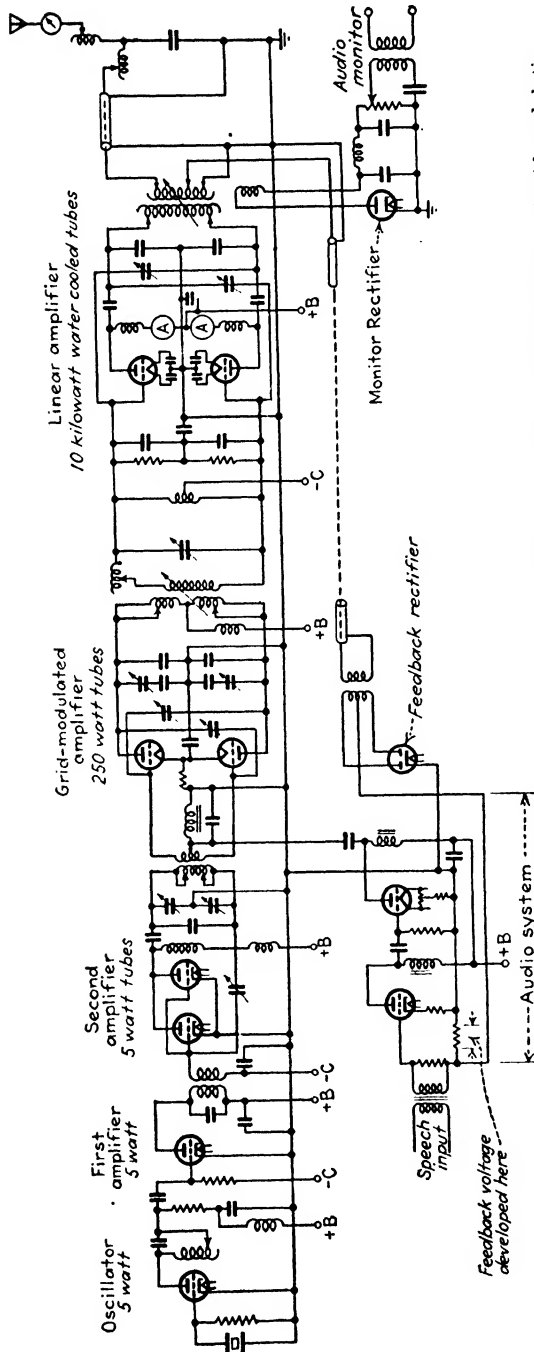 Oscillator
5 watt
First
amplifier
5 watt
Second
amplifier
5 watt tubes
Grid-modulated
amplifier
250 watt tubes
Linear amplifier
10 kilowatt water cooled tubes
A
A
+B
-C
+B
-C
+B
+B
-C
+B
Audio
monitor
Monitor Rectifier
Feedback rectifier
Speech
input
+B
Audio system
Feedback voltage
developed here